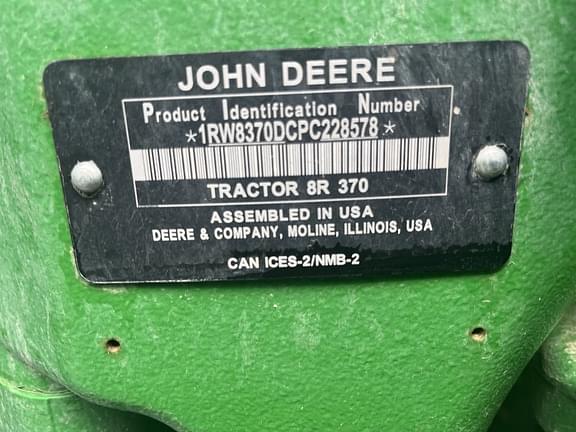 JOHN DEERE
Product Identification Number
*1RW8370DCPC228578*
TRACTOR 8R 370
ASSEMBLED IN USA
DEERE & COMPANY, MOLINE, ILLINOIS, USA
CAN ICES-2/NMB-2